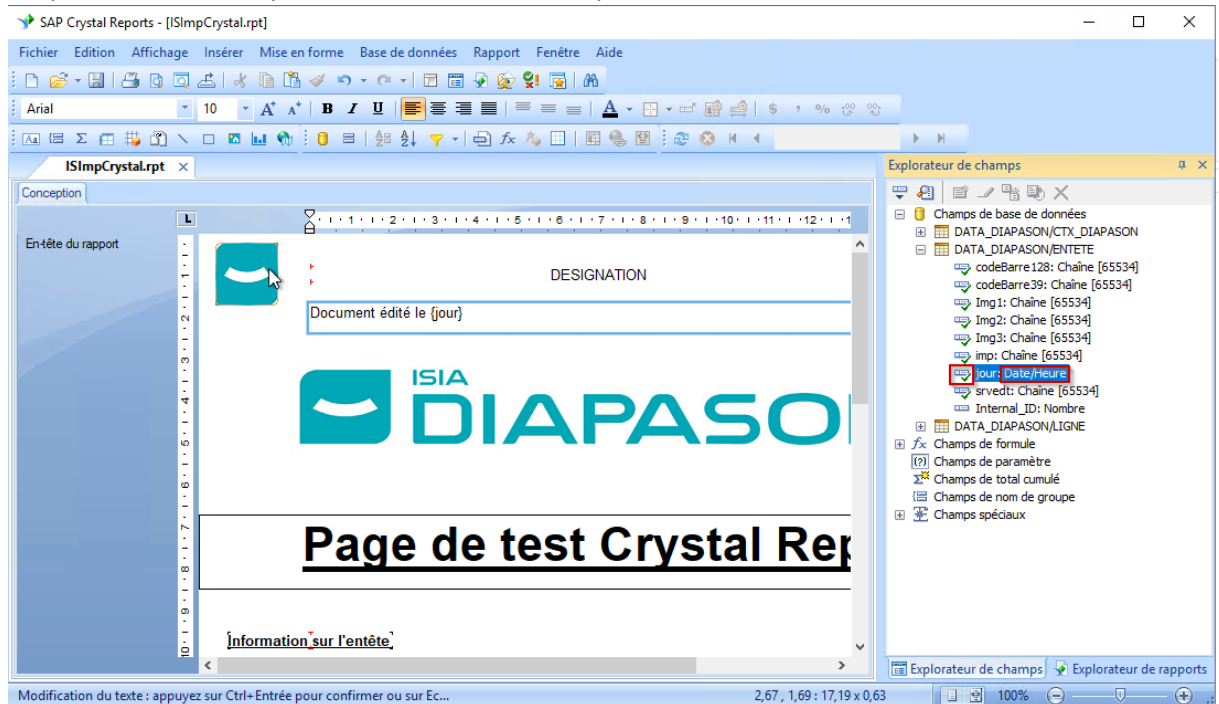 SAP Crystal Reports - [ISImpCrystal.rpt]
Fichier Edition Affichage Insérer Mise en forme Base de données Rapport Fenêtre Aide
Arial 10
ISImpCrystal.rpt
Explorateur de champs
Conception
Champs de base de données
DATA_DIAPASON/CTX_DIAPASON
DATA_DIAPASON/ENTETE
codeBarre128: Chaîne [65534]
codeBarre39: Chaîne [65534]
Img1: Chaîne [65534]
Img2: Chaîne [65534]
Img3: Chaîne [65534]
imp: Chaîne [65534]
jour: Date/Heure
srvedt: Chaîne [65534]
Internal_ID: Nombre
DATA_DIAPASON/LIGNE
Champs de formule
Champs de paramètre
Champs de total cumulé
Champs de nom de groupe
Champs spéciaux
En-tête du rapport
DESIGNATION
Document édité le {jour}
ISIA
DIAPASO
Page de test Crystal Rep
Information sur l'entête
Explorateur de champs Explorateur de rapports
Modification du texte : appuyez sur Ctrl+Entrée pour confirmer ou sur Ec... 2,67 , 1,69 : 17,19 x 0,63 100%